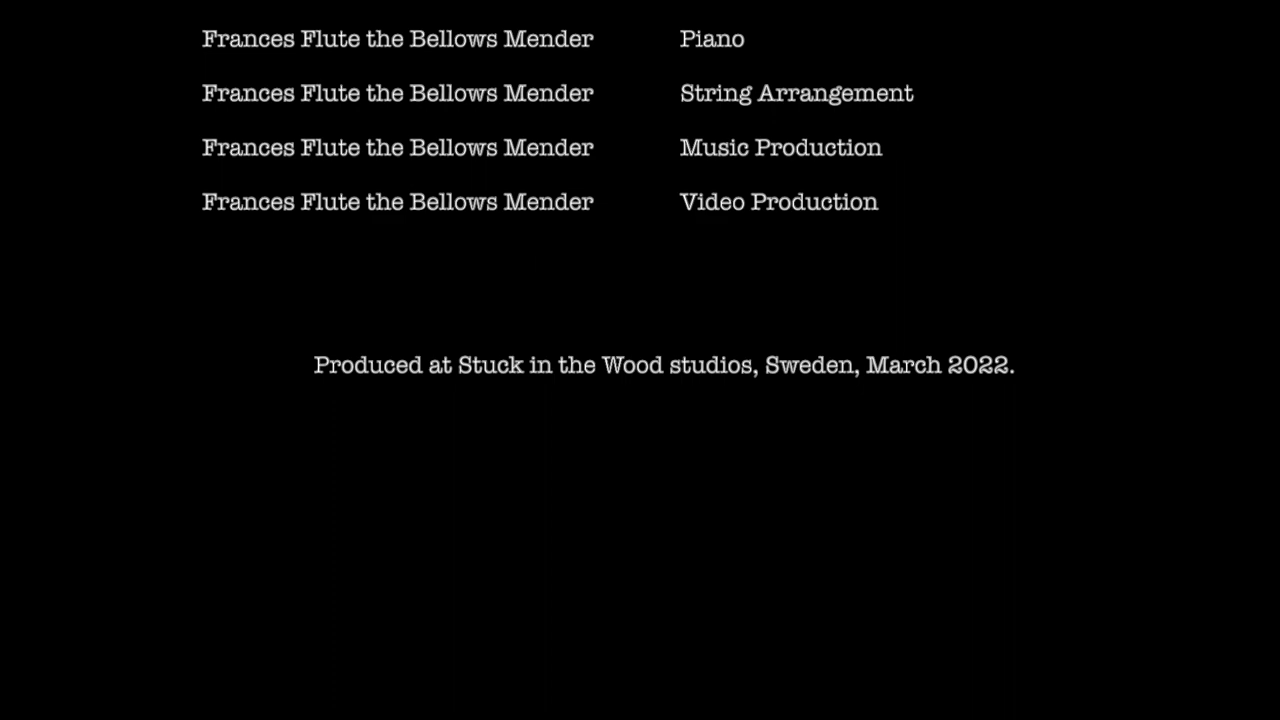 Frances Flute the Bellows Mender Piano
Frances Flute the Bellows Mender String Arrangement
Frances Flute the Bellows Mender Music Production
Frances Flute the Bellows Mender Video Production
Produced at Stuck in the Wood studios, Sweden, March 2022.